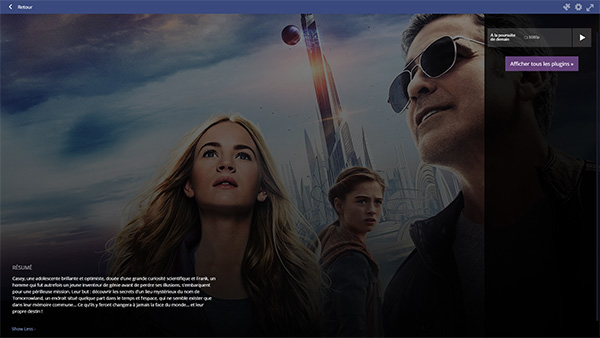 Retour
A la poursuite
de demain
Afficher tous les plugins »
RÉSUMÉ
Casey, une adolescente brillante et optimiste, douée d'une grande curiosité scientifique et Frank, un
homme qui fut autrefois un jeune inventeur de génie avant de perdre ses illusions, s'embarquent
pour une périlleuse mission. Leur but : découvrir les secrets d'un lieu mystérieux du nom de
Tomorrowland, un endroit situé quelque part dans le temps et l'espace, qui ne semble exister que
dans leur mémoire commune... Ce qu'ils y feront changera à jamais la face du monde... et leur
propre destin !
Show Less -